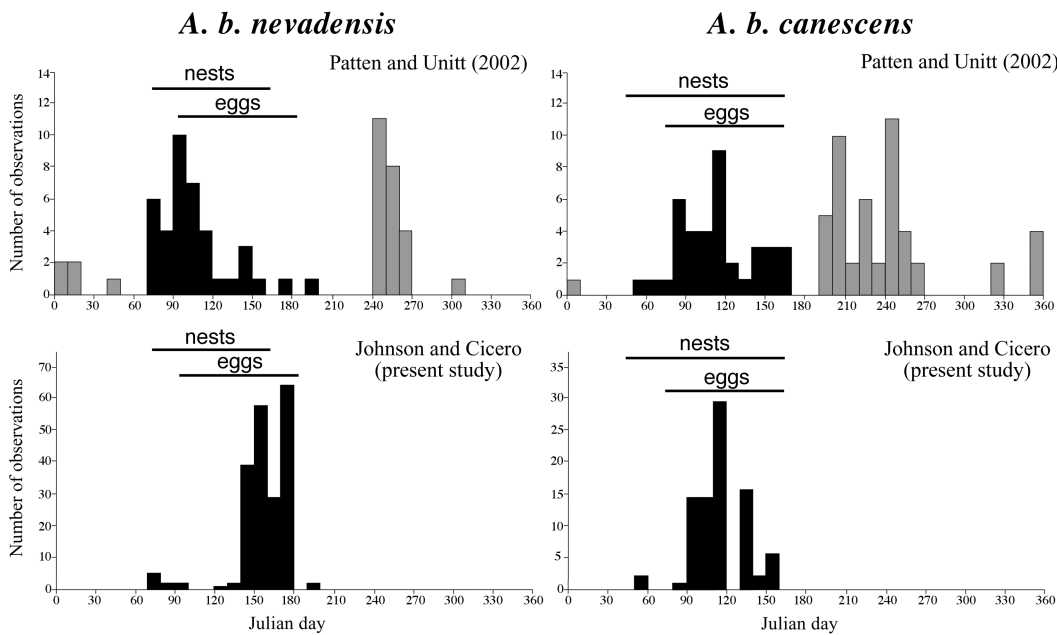 A. b. nevadensis
Patten and Unitt (2002)
nests
eggs
Number of observations
14
12
10
8
6
4
2
0
0 30 60 90 120 150 180 210 240 270 300 330 360
A. b. canescens
Patten and Unitt (2002)
nests
eggs
14
12
10
8
6
4
2
0
0 30 60 90 120 150 180 210 240 270 300 330 360
Johnson and Cicero
(present study)
nests
eggs
Number of observations
70
60
50
40
30
20
10
0
0 30 60 90 120 150 180 210 240 270 300 330 360
Julian day
Johnson and Cicero
(present study)
nests
eggs
35
30
25
20
15
10
5
0
0 30 60 90 120 150 180 210 240 270 300 330 360
Julian day